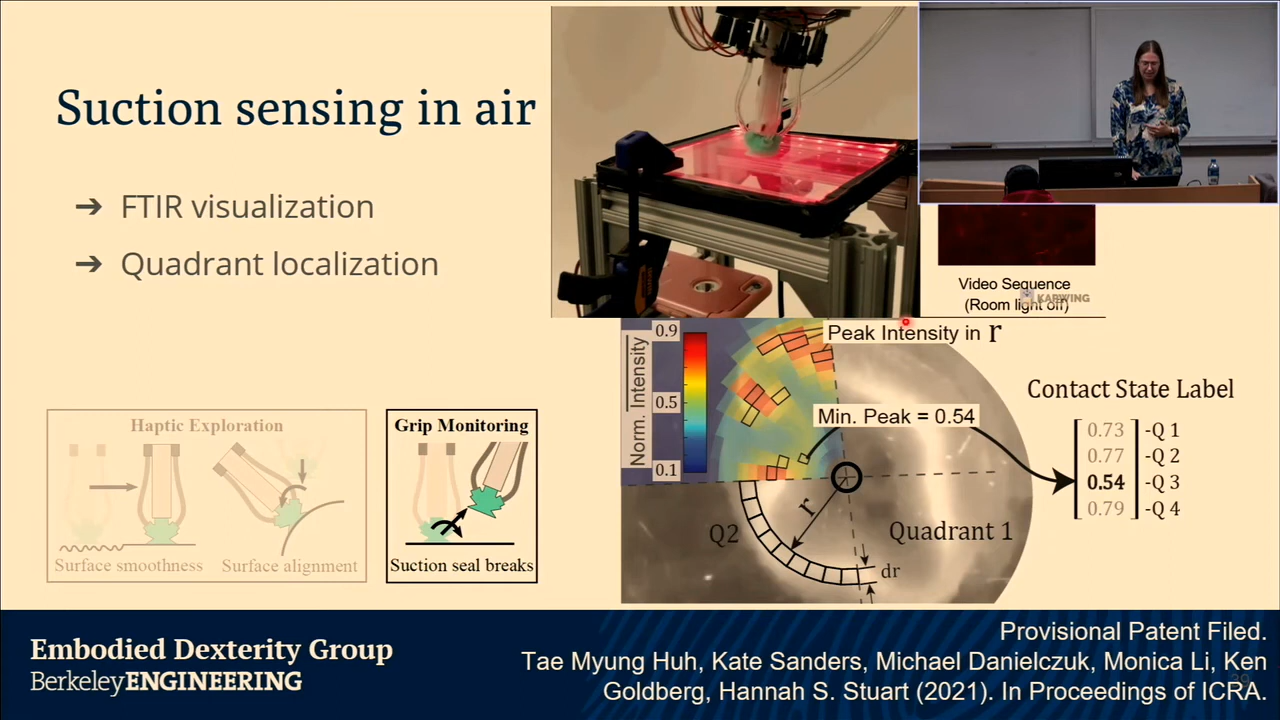 Suction sensing in air
➔ FTIR visualization
➔ Quadrant localization
Video Sequence
(Room light off)
KAPWING
Peak Intensity in r
Norm. Intensity
0.9
0.5
0.1
Min. Peak = 0.54
Q2
r
Quadrant 1
dr
Contact State Label
0.73 -Q 1
0.77 -Q 2
0.54 -Q 3
0.79 -Q 4
Haptic Exploration
Surface smoothness
Surface alignment
Grip Monitoring
Suction seal breaks
Embodied Dexterity Group
BerkeleyENGINEERING
Provisional Patent Filed.
Tae Myung Huh, Kate Sanders, Michael Danielczuk, Monica Li, Ken
Goldberg, Hannah S. Stuart (2021). In Proceedings of ICRA.
39